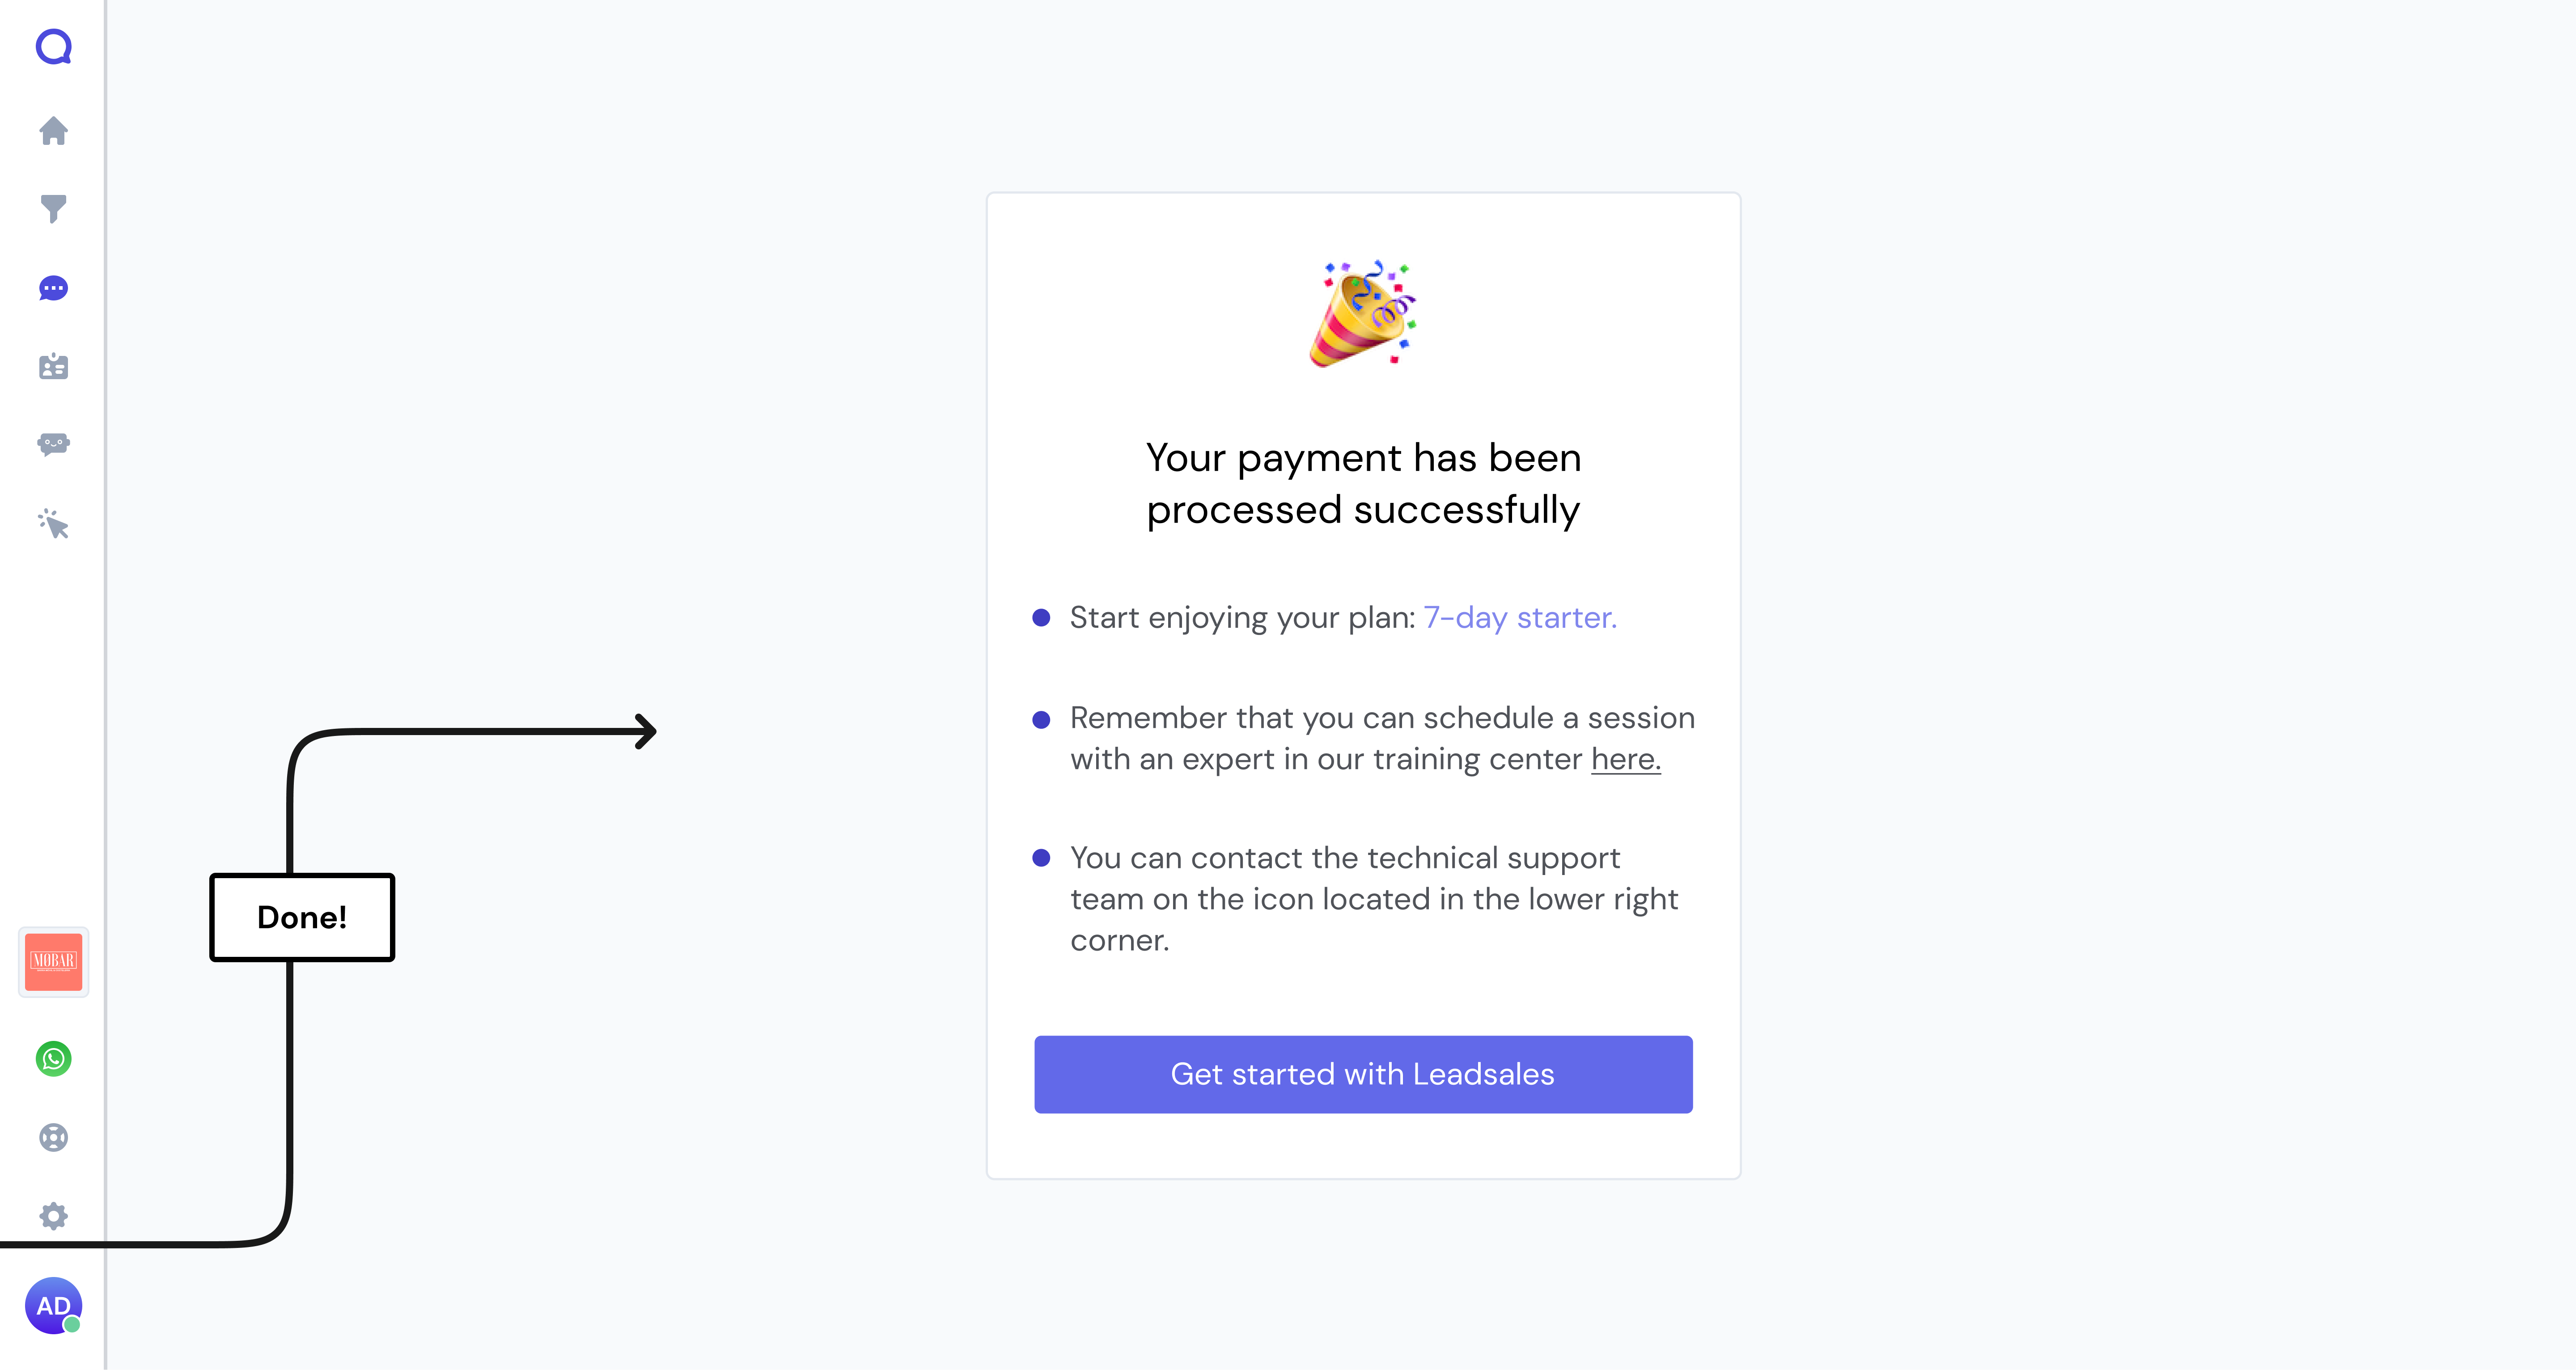 Your payment has been
processed successfully
Start enjoying your plan: 7-day starter.
Remember that you can schedule a session
with an expert in our training center here.
You can contact the technical support
team on the icon located in the lower right
corner.
Get started with Leadsales
Done!
MOBAR
AD